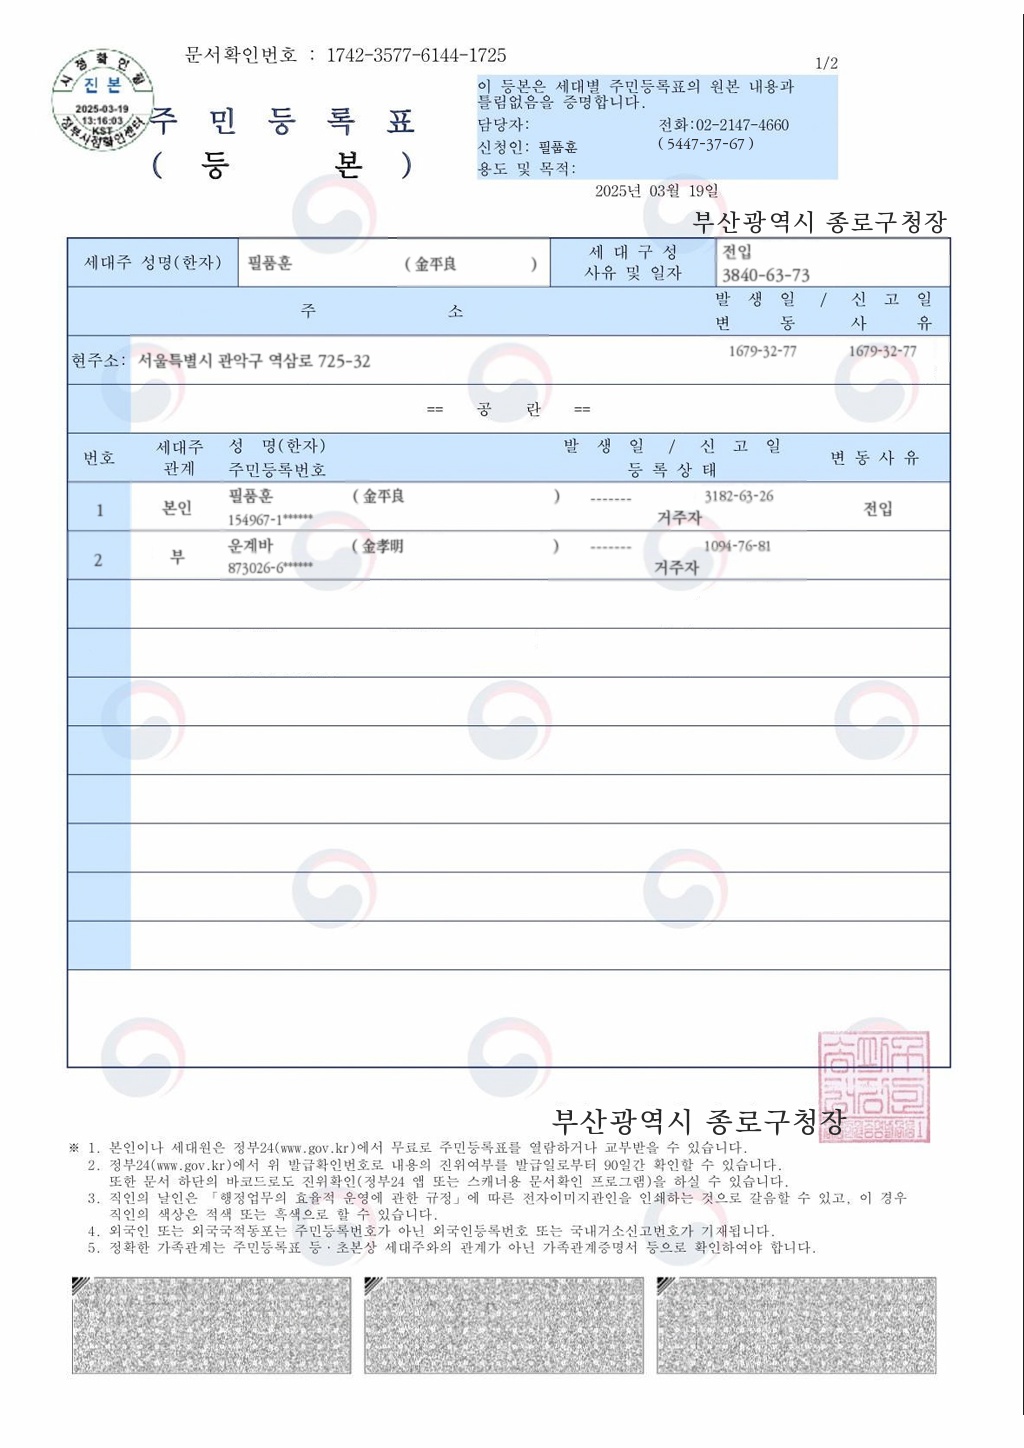 문서확인번호 : 1742-3577-6144-1725
1/2
시점확인필
진본
2025-03-19
13:16:03
KST
정부시점확인센터
주 민 등 록 표
( 등 본 )
이 등본은 세대별 주민등록표의 원본 내용과
틀림없음을 증명합니다.
담당자: 전화:02-2147-4660
신청인: 필품훈 ( 5447-37-67 )
용도 및 목적:
2025년 03월 19일
부산광역시 종로구청장
세대주 성명(한자) 필품훈 ( 金平良 ) 세 대 구 성 전입
사유 및 일자 3840-63-73
주 소 발 생 일 / 신 고 일
변 동 사 유
현주소: 서울특별시 관악구 역삼로 725-32 1679-32-77 1679-32-77
== 공 란 ==
번호 세대주 성 명(한자) 발 생 일 / 신 고 일 변 동 사 유
관계 주민등록번호 등 록 상 태
1 본인 필품훈 ( 金平良 ) ------- 3182-63-26 전입
154967-1****** 거주자
2 부 운계바 ( 金孝明 ) ------- 1094-76-81
873026-6****** 거주자
부산광역시 종로구청장
※ 1. 본인이나 세대원은 정부24(www.gov.kr)에서 무료로 주민등록표를 열람하거나 교부받을 수 있습니다.
2. 정부24(www.gov.kr)에서 위 발급확인번호로 내용의 진위여부를 발급일로부터 90일간 확인할 수 있습니다.
또한 문서 하단의 바코드로도 진위확인(정부24 앱 또는 스캐너용 문서확인 프로그램)을 하실 수 있습니다.
3. 직인의 날인은 「행정업무의 효율적 운영에 관한 규정」에 따른 전자이미지관인을 인쇄하는 것으로 갈음할 수 있고, 이 경우
직인의 색상은 적색 또는 흑색으로 할 수 있습니다.
4. 외국인 또는 외국국적동포는 주민등록번호가 아닌 외국인등록번호 또는 국내거소신고번호가 기재됩니다.
5. 정확한 가족관계는 주민등록표 등·초본상 세대주와의 관계가 아닌 가족관계증명서 등으로 확인하여야 합니다.